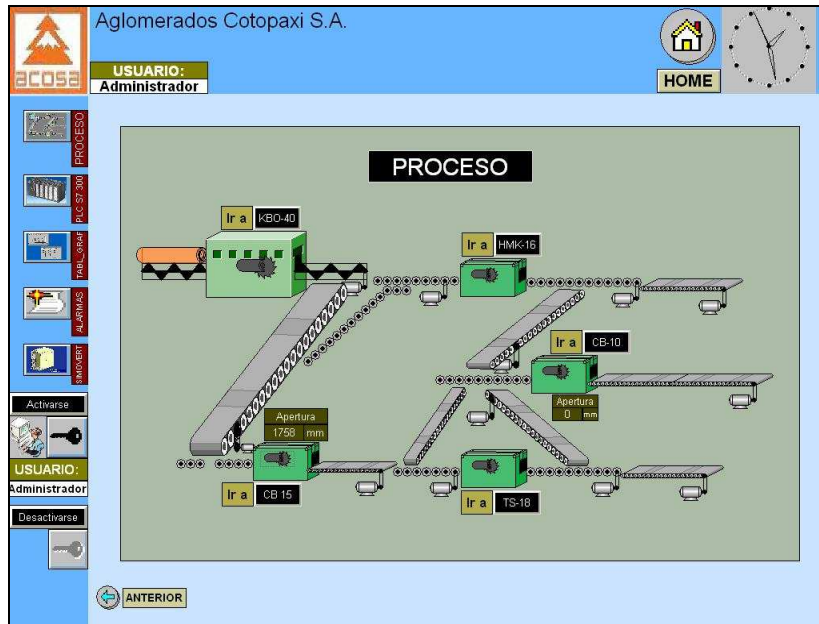 Aglomerados Cotopaxi S.A.
acosa
USUARIO:
Administrador
HOME
PROCESO
PLC S7 300
TABL_GRAF
ALARMAS
SIMOVERT
Activarse
USUARIO:
Administrador
Desactivarse
PROCESO
Ir a KBO-40
Ir a HMK-16
Ir a CB-10
Apertura
0 mm
Apertura
1758 mm
Ir a CB 15
Ir a TS-18
ANTERIOR